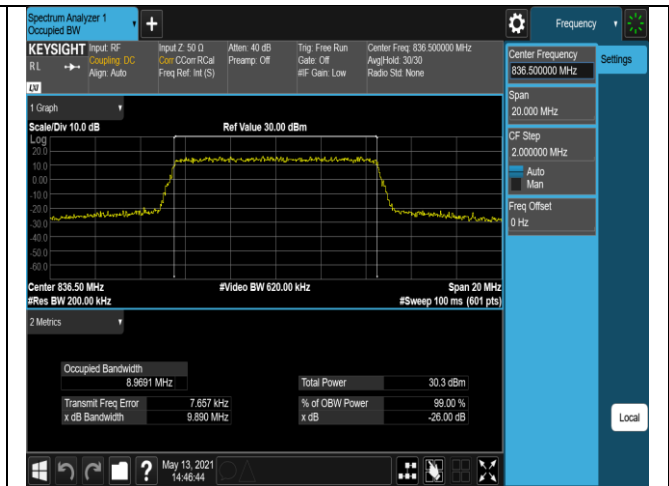 Spectrum Analyzer 1
Occupied BW
Frequency
KEYSIGHT
RL
LXI
Input: RF
Coupling: DC
Align: Auto
Input Z: 50 Ω
Corr CCorr RCal
Freq Ref: Int (S)
Atten: 40 dB
Preamp: Off
Trig: Free Run
Gate: Off
#IF Gain: Low
Center Freq: 836.500000 MHz
Avg|Hold: 30/30
Radio Std: None
Center Frequency
836.500000 MHz
Settings
Span
20.000 MHz
CF Step
2.000000 MHz
Auto
Man
Freq Offset
0 Hz
Local
1 Graph
Scale/Div 10.0 dB
Ref Value 30.00 dBm
Log
20.0
10.0
0.00
-10.0
-20.0
-30.0
-40.0
-50.0
-60.0
Center 836.50 MHz
#Video BW 620.00 kHz
Span 20 MHz
#Res BW 200.00 kHz
#Sweep 100 ms (601 pts)
2 Metrics
Occupied Bandwidth
8.9691 MHz
Total Power 30.3 dBm
Transmit Freq Error 7.657 kHz
% of OBW Power 99.00 %
x dB Bandwidth 9.890 MHz
x dB -26.00 dB
May 13, 2021
14:46:44